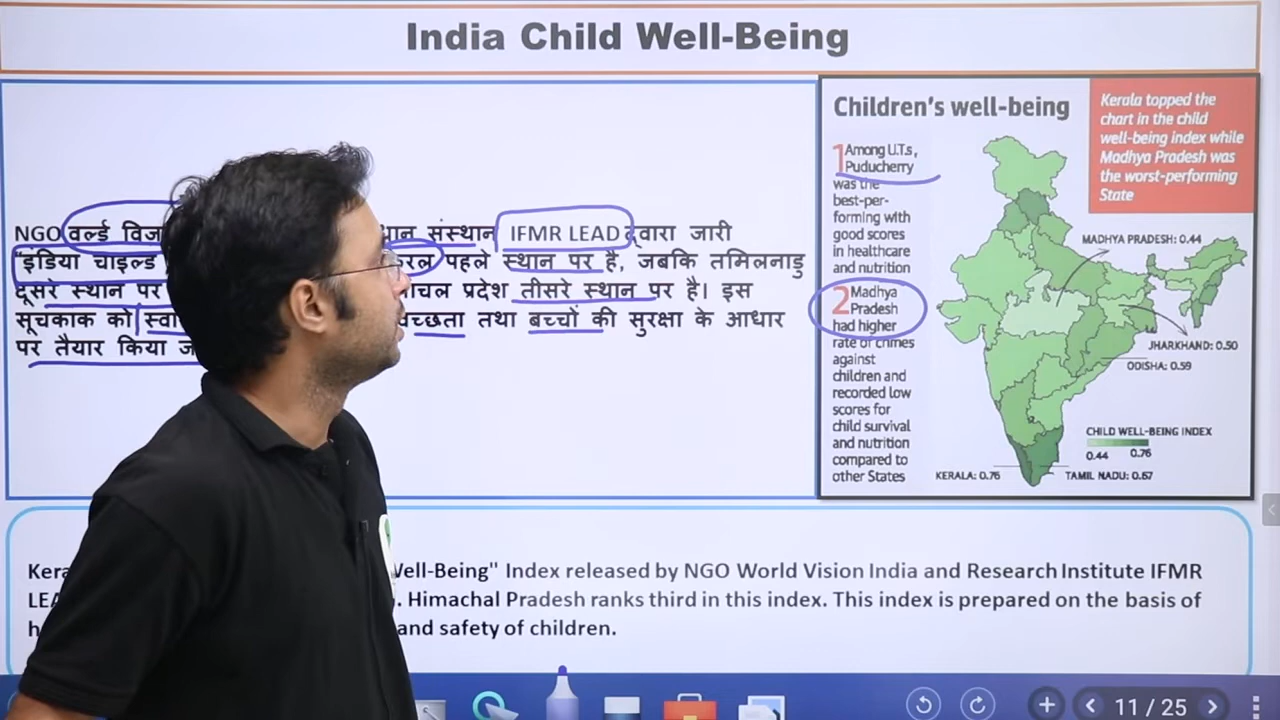 India Child Well-Being
NGO वर्ल्ड विज
ान संस्थान IFMR LEAD द्वारा जारी
"इंडिया चाइल्ड
रल पहले स्थान पर है, जबकि तमिलनाडु
दूसरे स्थान पर
ाचल प्रदेश तीसरे स्थान पर है। इस
सूचकाक को स्वा
च्छता तथा बच्चों की सुरक्षा के आधार
पर तैयार किया ज
Children's well-being
Kerala topped the
chart in the child
well-being index while
Madhya Pradesh was
the worst-performing
State
1 Among U.T.s,
Puducherry
was the
best-per-
forming with
good scores
in healthcare
and nutrition
2 Madhya
Pradesh
had higher
rate of crimes
against
children and
recorded low
scores for
child survival
and nutrition
compared to
other States
MADHYA PRADESH: 0.44
JHARKHAND: 0.50
ODISHA: 0.59
CHILD WELL-BEING INDEX
0.44 0.76
KERALA: 0.76
TAMIL NADU: 0.67
Kera
Well-Being" Index released by NGO World Vision India and Research Institute IFMR
LEA
. Himachal Pradesh ranks third in this index. This index is prepared on the basis of
h
and safety of children.
11 / 25